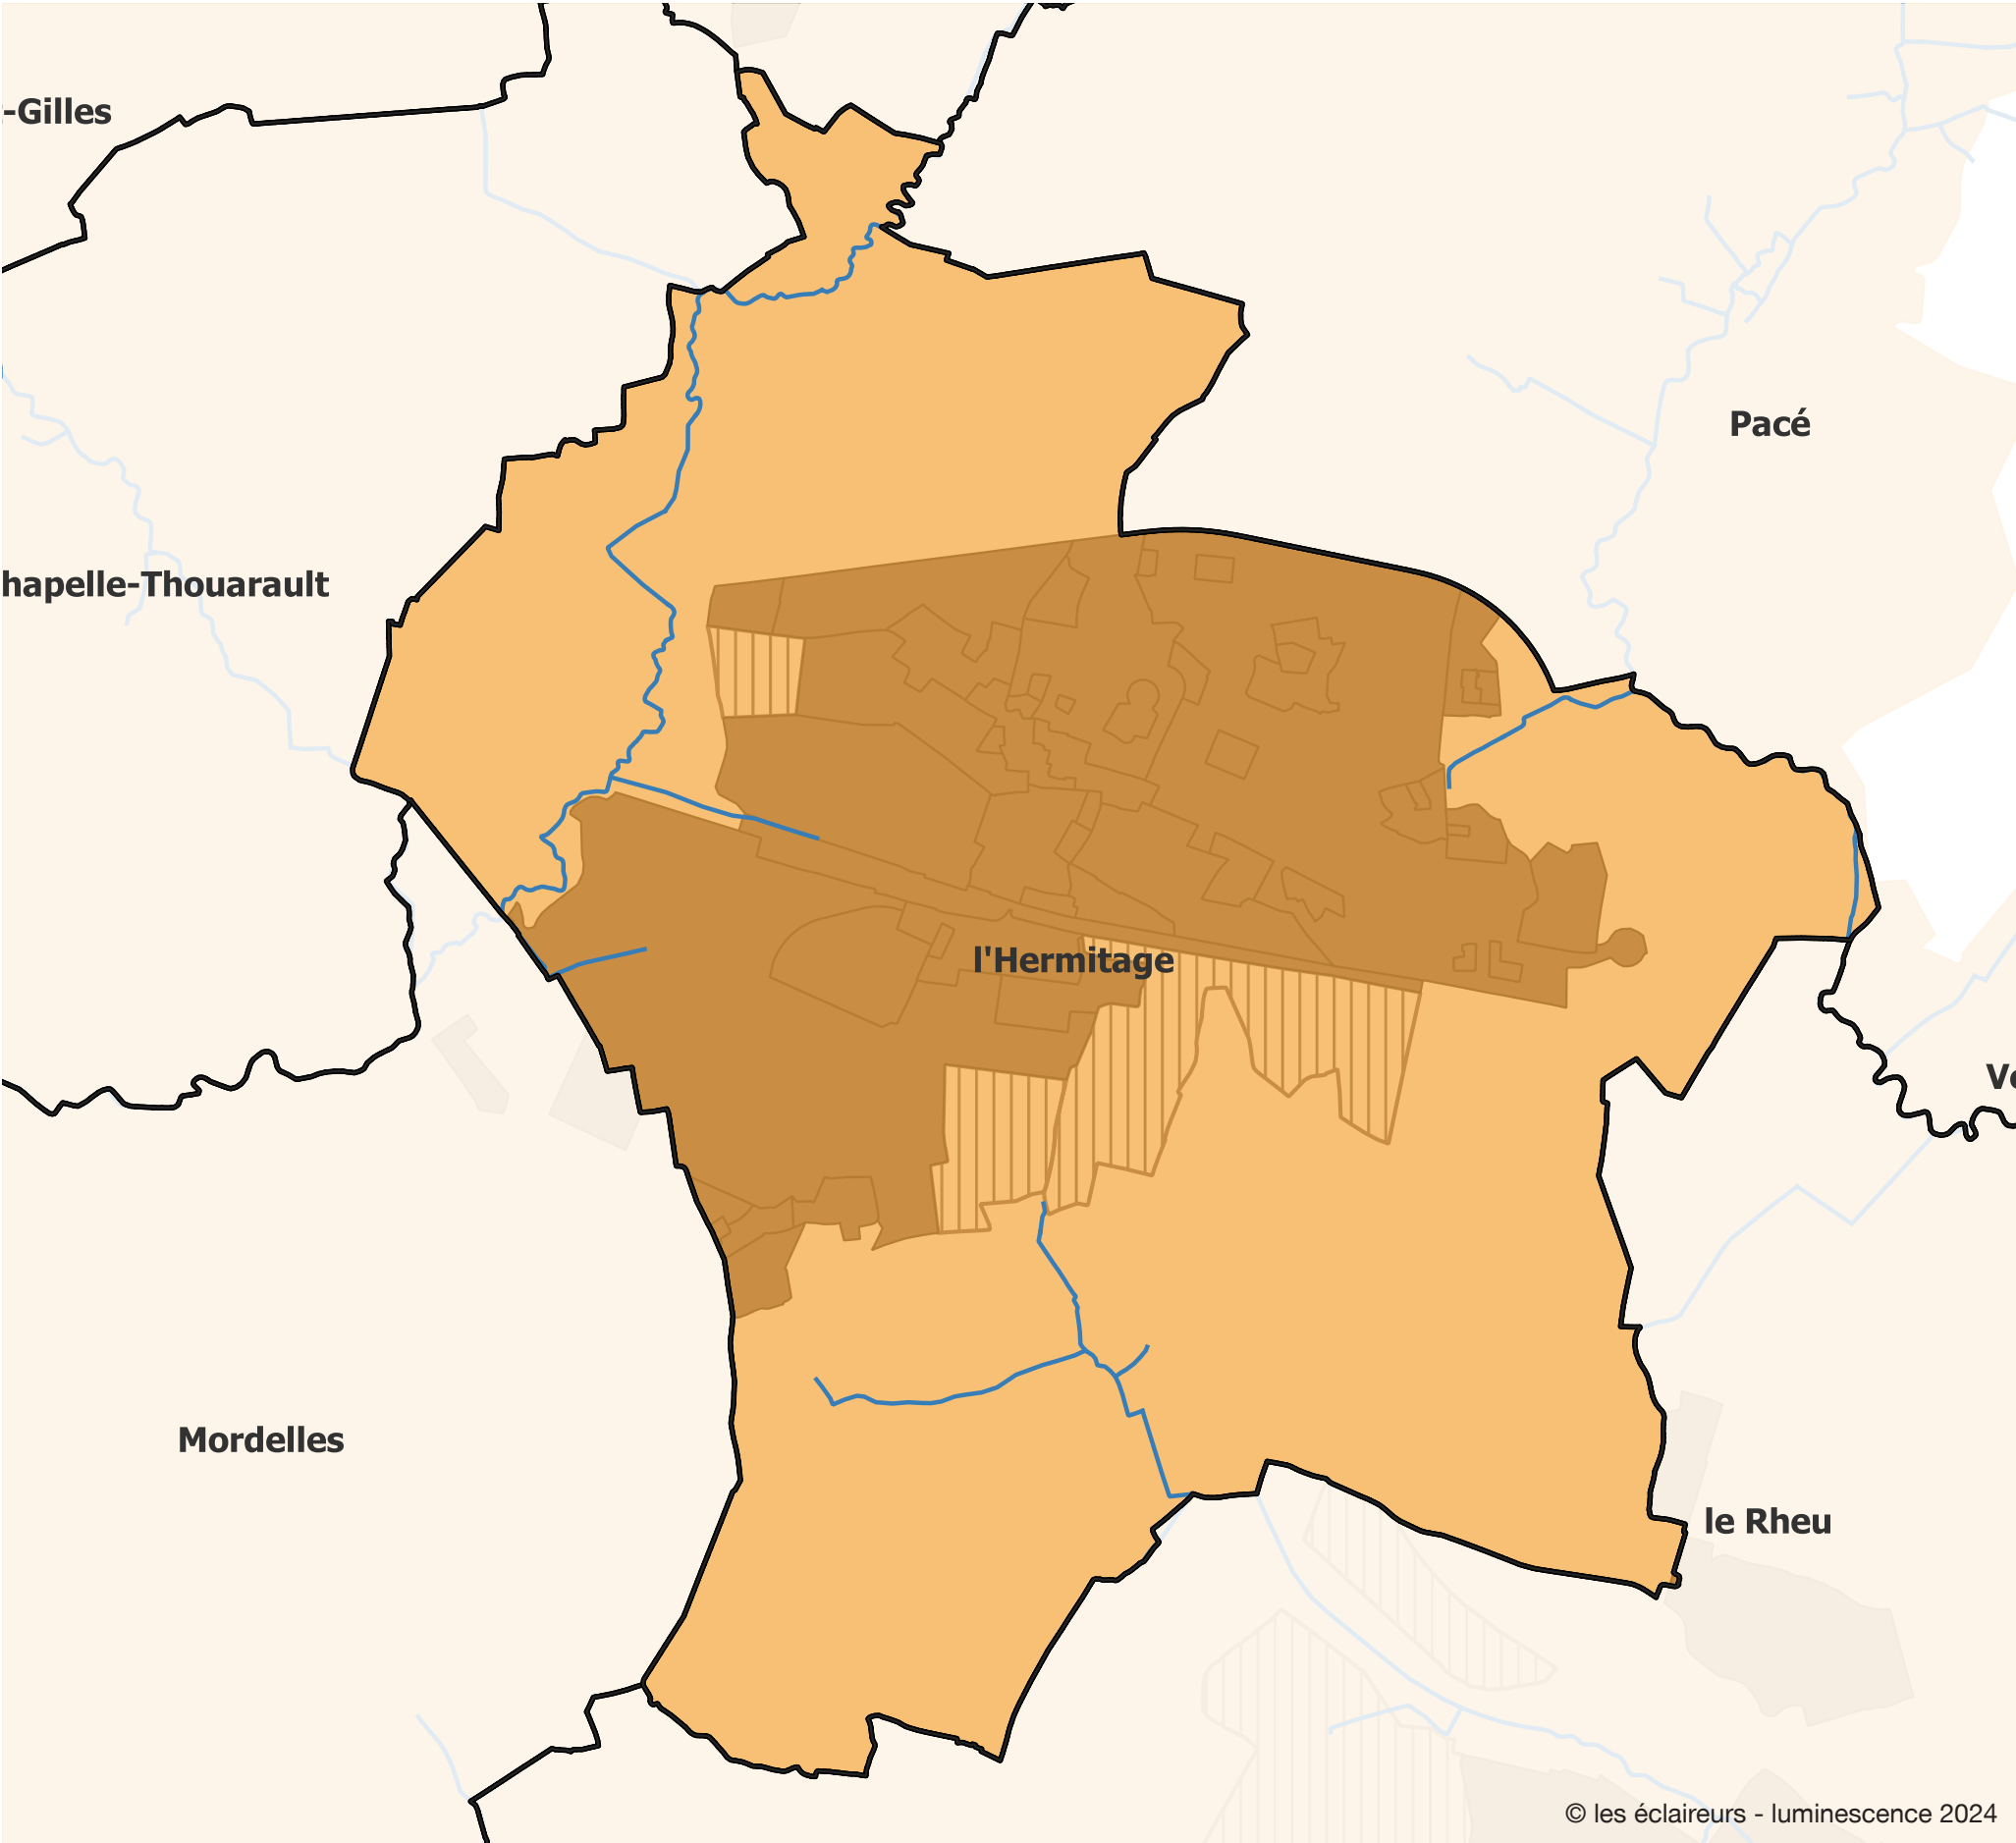 -Gilles
Pacé
hapelle-Thouarault
l'Hermitage
Mordelles
le Rheu
© les éclaireurs - luminescence 2024